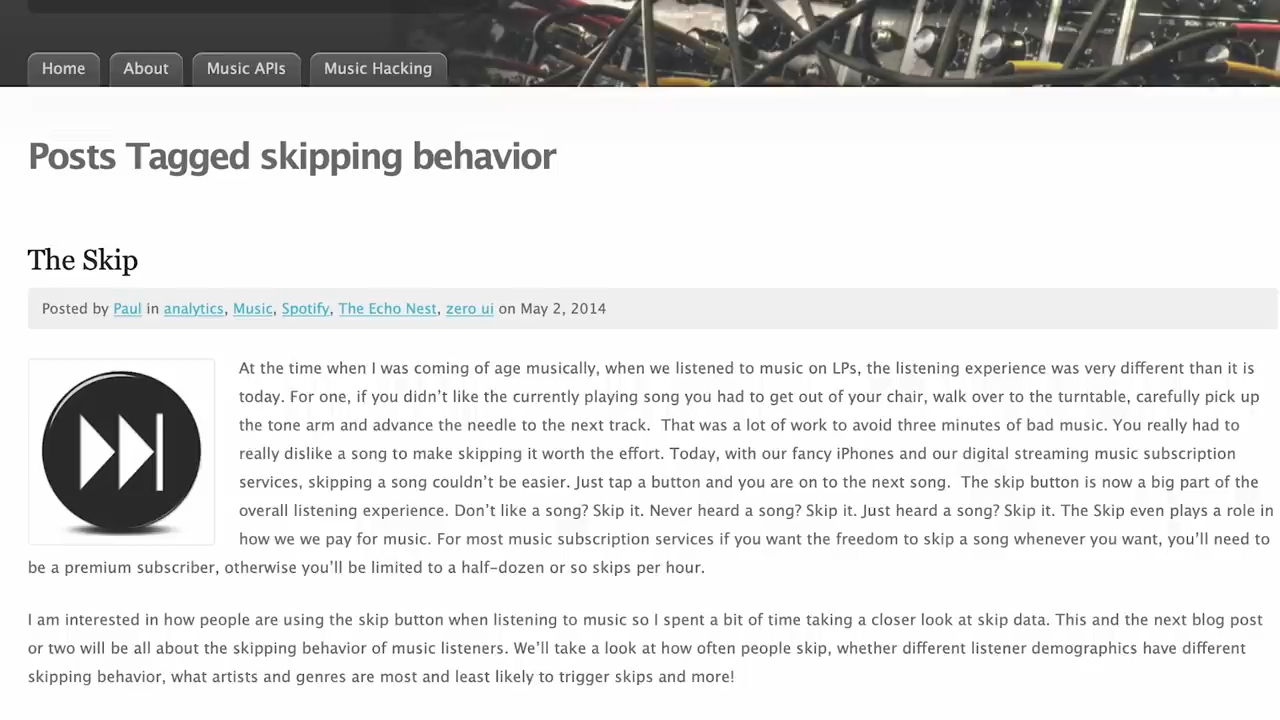 Home About Music APIs Music Hacking
Posts Tagged skipping behavior
The Skip
Posted by Paul in analytics, Music, Spotify, The Echo Nest, zero ui on May 2, 2014
At the time when I was coming of age musically, when we listened to music on LPs, the listening experience was very different than it is
today. For one, if you didn’t like the currently playing song you had to get out of your chair, walk over to the turntable, carefully pick up
the tone arm and advance the needle to the next track.  That was a lot of work to avoid three minutes of bad music. You really had to
really dislike a song to make skipping it worth the effort. Today, with our fancy iPhones and our digital streaming music subscription
services, skipping a song couldn’t be easier. Just tap a button and you are on to the next song.  The skip button is now a big part of the
overall listening experience. Don’t like a song? Skip it. Never heard a song? Skip it. Just heard a song? Skip it. The Skip even plays a role in
how we we pay for music. For most music subscription services if you want the freedom to skip a song whenever you want, you’ll need to
be a premium subscriber, otherwise you’ll be limited to a half-dozen or so skips per hour.
I am interested in how people are using the skip button when listening to music so I spent a bit of time taking a closer look at skip data. This and the next blog post
or two will be all about the skipping behavior of music listeners. We’ll take a look at how often people skip, whether different listener demographics have different
skipping behavior, what artists and genres are most and least likely to trigger skips and more!